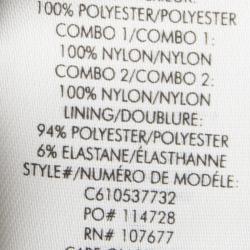 100% POLYESTER/POLYESTER
COMBO 1/COMBO 1:
100% NYLON/NYLON
COMBO 2/COMBO 2:
100% NYLON/NYLON
LINING/DOUBLURE:
94% POLYESTER/POLYESTER
6% ELASTANE/ÉLASTHANNE
STYLE#/NUMÉRO DE MODÉLE:
C610537732
PO# 114728
RN# 107677